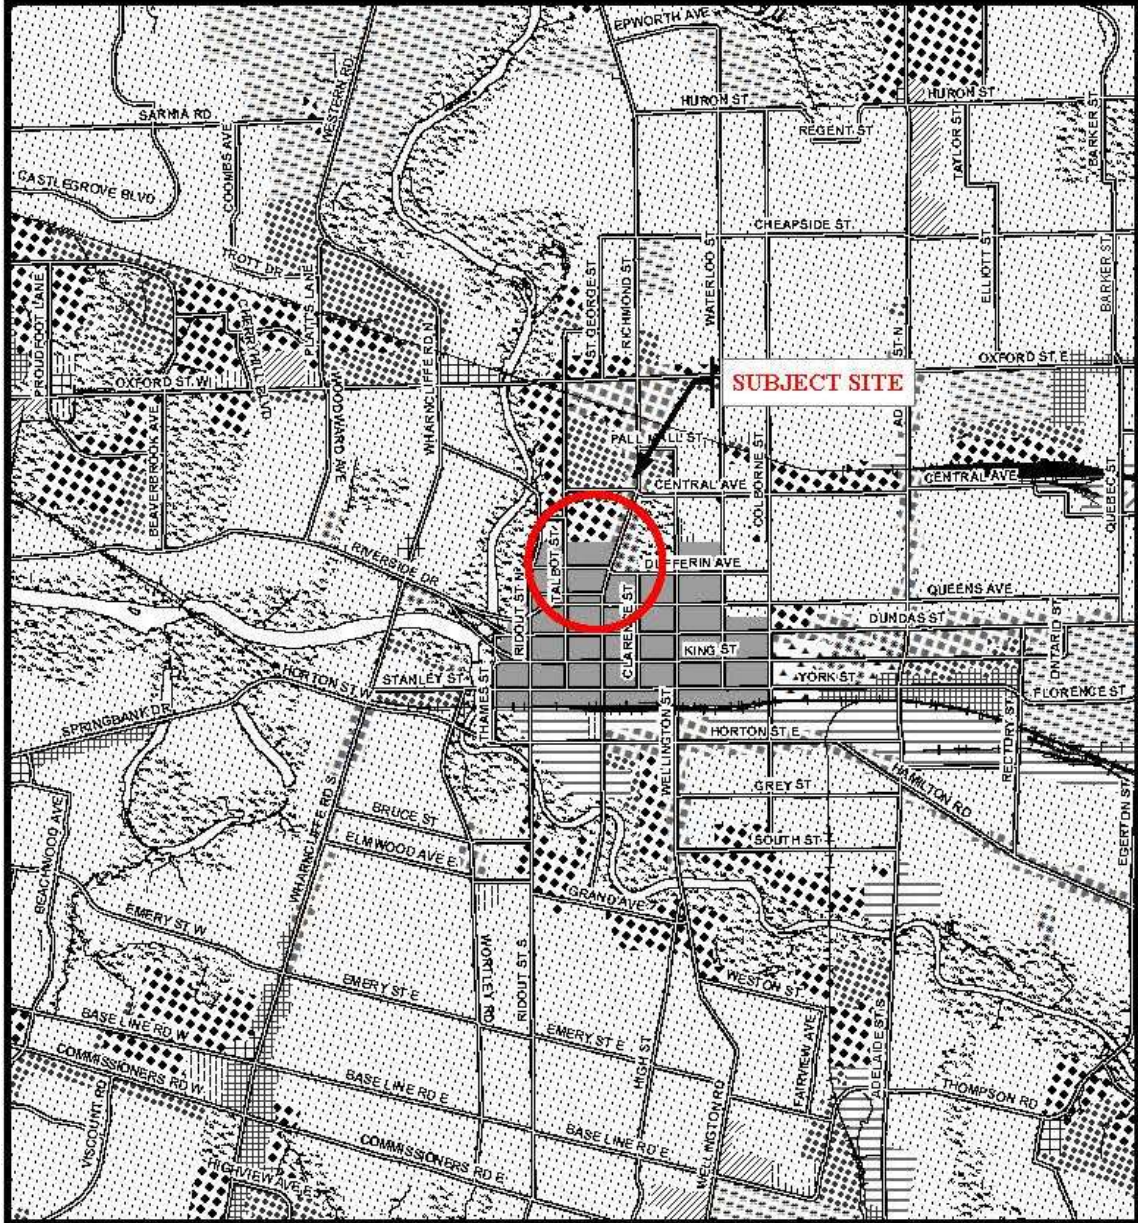 EPWORTH AVE
WESTERN RD
HURON ST
HURON ST
SARNIA RD
REGENT ST
TAYLOR ST
BARKER ST
COOMBS AVE
CASTLEGROVE BLVD
CHEAPSIDE ST
TROTT DR
PROUDFOOT LANE
CHERRYHILL BLVD
PLATT'S LANE
WHARNCLIFFE RD N
ST GEORGE ST
RICHMOND ST
WATERLOO ST
ELLIOTT ST
BARKER ST
OXFORD ST E
OXFORD ST W
SUBJECT SITE
BEAVERBROOK AVE
WOODWARD AVE
PALL MALL ST
COLBORNE ST
CENTRAL AVE
CENTRAL AVE
QUEBEC ST
TALBOT ST
RIVERSIDE DR
DUFFERIN AVE
QUEENS AVE
RIDOUT ST N
CLARENCE ST
DUNDAS ST
KING ST
ONTARIO ST
HORTON ST W
STANLEY ST
YORK ST
FLORENCE ST
SPRINGBANK DR
THAMES ST
WELLINGTON ST
HORTON ST E
RECTORY ST
WHARNCLIFFE RD S
HAMILTON RD
GREY ST
BRUCE ST
EGERTON ST
BEACHWOOD AVE
ELMWOOD AVE E
SOUTH ST
GRAND AVE
EMERY ST W
WORTLEY RD
RIDOUT ST S
EMERY ST E
WESTON ST
BASE LINE RD W
EMERY ST E
FAIRVIEW AVE
ADELAIDE ST S
COMMISSIONERS RD W
HIGH ST
BASE LINE RD E
THOMPSON RD
VISCOUNT RD
BASE LINE RD E
COMMISSIONERS RD E
WELLINGTON RD
HIGHVIEW AVE E